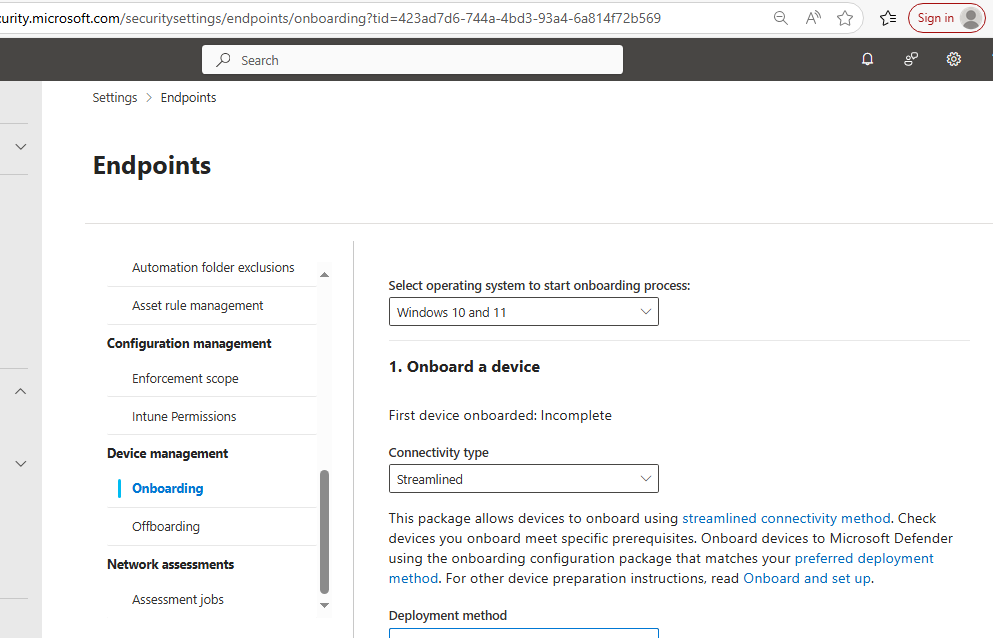 curity.microsoft.com/securitysettings/endpoints/onboarding?tid=423ad7d6-744a-4bd3-93a4-6a814f72b569
Sign in
Search
Settings > Endpoints
Endpoints
Automation folder exclusions
Asset rule management
Configuration management
Enforcement scope
Intune Permissions
Device management
Onboarding
Offboarding
Network assessments
Assessment jobs
Select operating system to start onboarding process:
Windows 10 and 11
1. Onboard a device
First device onboarded: Incomplete
Connectivity type
Streamlined
This package allows devices to onboard using streamlined connectivity method. Check
devices you onboard meet specific prerequisites. Onboard devices to Microsoft Defender
using the onboarding configuration package that matches your preferred deployment
method. For other device preparation instructions, read Onboard and set up.
Deployment method